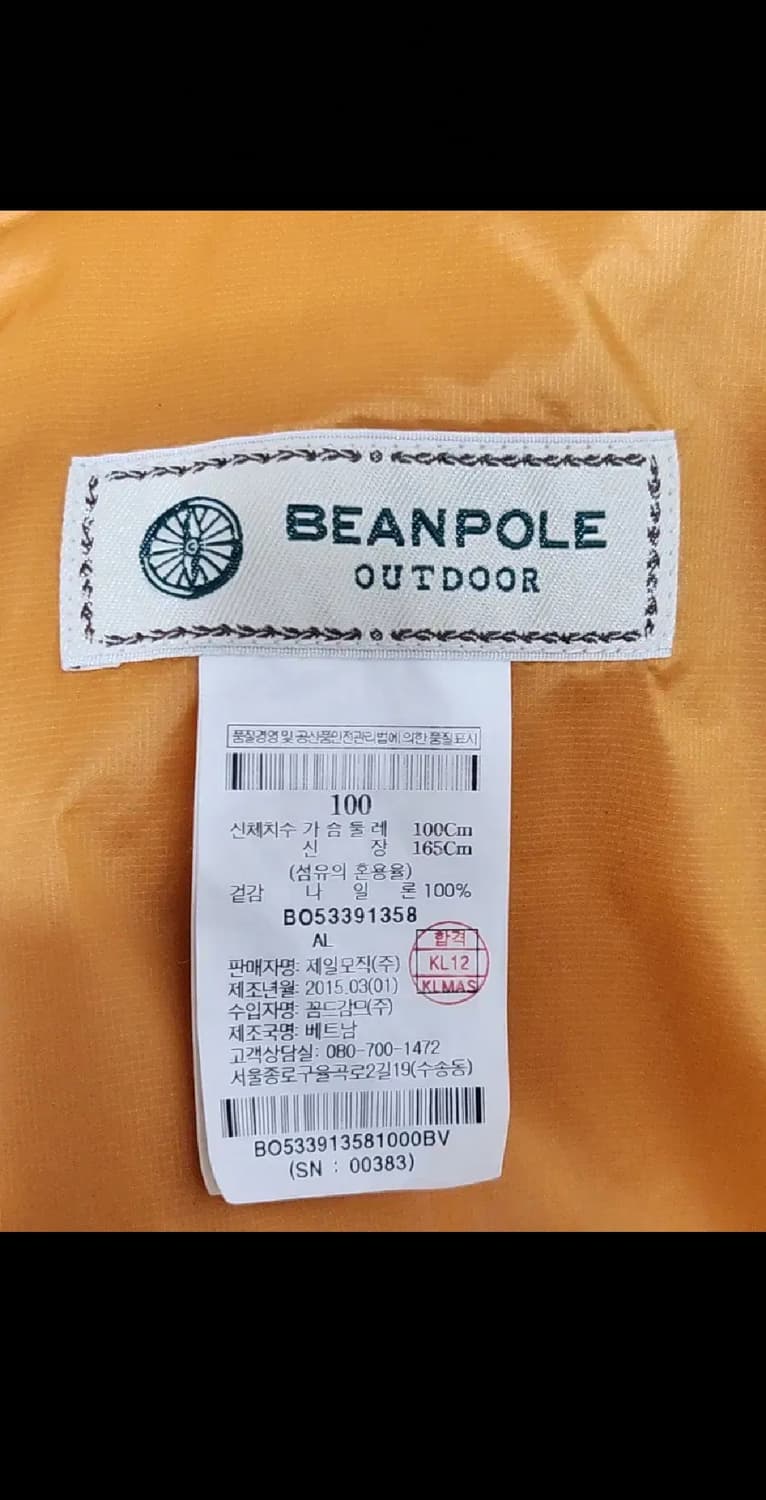 BEANPOLE
OUTDOOR
품질경영 및 공산품안전관리법에 의한 품질표시
100
신체치수 가 슴 둘 레 100Cm
신 장 165Cm
(섬유의 혼용율)
겉감 나 일 론 100%
BO53391358
AL
합격
KL12
KLMAS
판매자명: 제일모직(주)
제조년월: 2015.03(01)
수입자명: 꼼드감므(주)
제조국명: 베트남
고객상담실: 080-700-1472
서울종로구율곡로2길19(수송동)
BO533913581000BV
(SN : 00383)